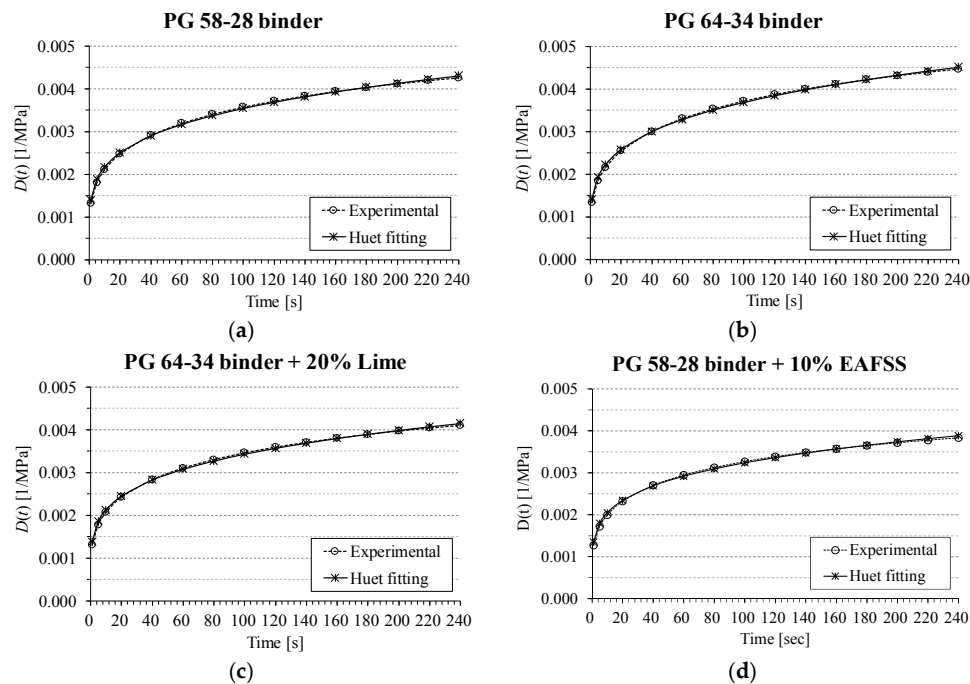 PG 58-28 binder
0.005
0.004
0.003
0.002
0.001
0.000
D(t) [1/MPa]
Experimental
Huet fitting
0 20 40 60 80 100 120 140 160 180 200 220 240
Time [s]
(a)
PG 64-34 binder
0.005
0.004
0.003
0.002
0.001
0.000
D(t) [1/MPa]
Experimental
Huet fitting
0 20 40 60 80 100 120 140 160 180 200 220 240
Time [s]
(b)
PG 64-34 binder + 20% Lime
0.005
0.004
0.003
0.002
0.001
0.000
D(t) [1/MPa]
Experimental
Huet fitting
0 20 40 60 80 100 120 140 160 180 200 220 240
Time [s]
(c)
PG 58-28 binder + 10% EAFSS
0.005
0.004
0.003
0.002
0.001
0.000
D(t) [1/MPa]
Experimental
Huet fitting
0 20 40 60 80 100 120 140 160 180 200 220 240
Time [sec]
(d)